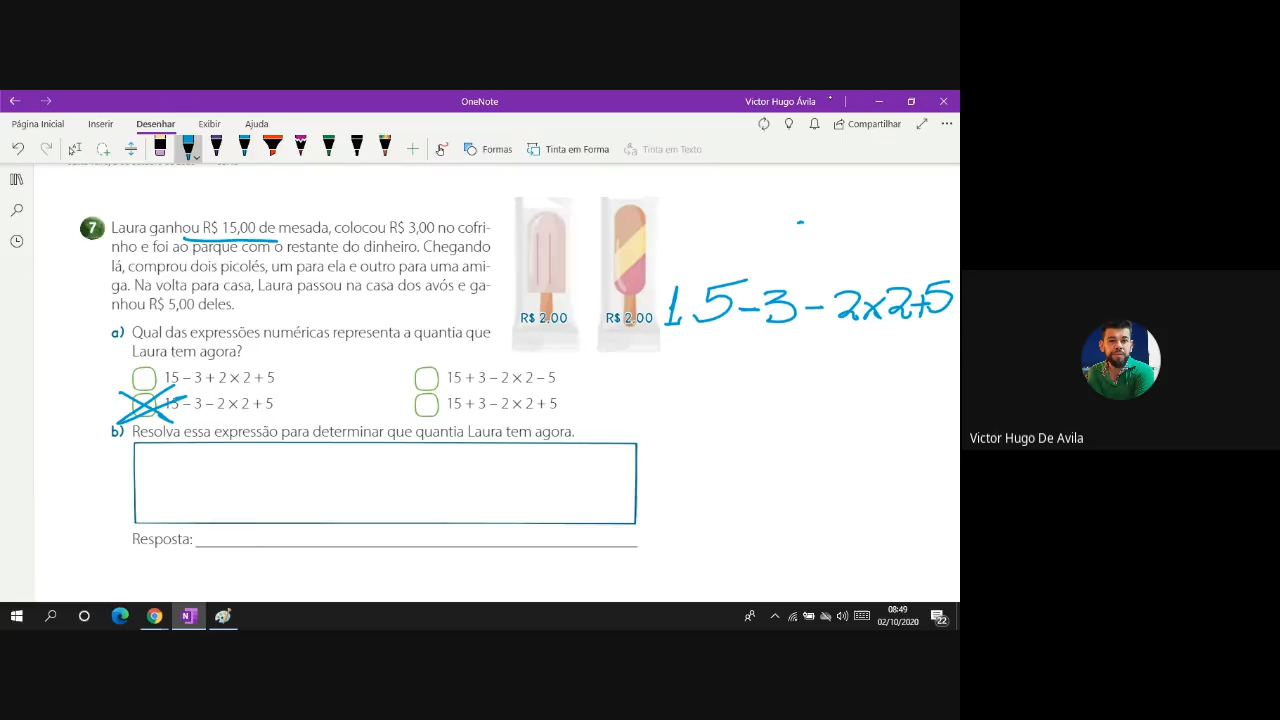 OneNote
Victor Hugo Ávila
Página Inicial Inserir Desenhar Exibir Ajuda
Compartilhar
Formas Tinta em Forma Tinta em Texto
7 Laura ganhou R$ 15,00 de mesada, colocou R$ 3,00 no cofri-
nho e foi ao parque com o restante do dinheiro. Chegando
lá, comprou dois picolés, um para ela e outro para uma ami-
ga. Na volta para casa, Laura passou na casa dos avós e ga-
nhou R$ 5,00 deles.
R$ 2,00 R$ 2,00
15-3-2x2+5
a) Qual das expressões numéricas representa a quantia que
Laura tem agora?
15 – 3 + 2 × 2 + 5 15 + 3 – 2 × 2 – 5
15 – 3 – 2 × 2 + 5 15 + 3 – 2 × 2 + 5
b) Resolva essa expressão para determinar que quantia Laura tem agora.
Resposta:
Victor Hugo De Avila
08:49
02/10/2020
22